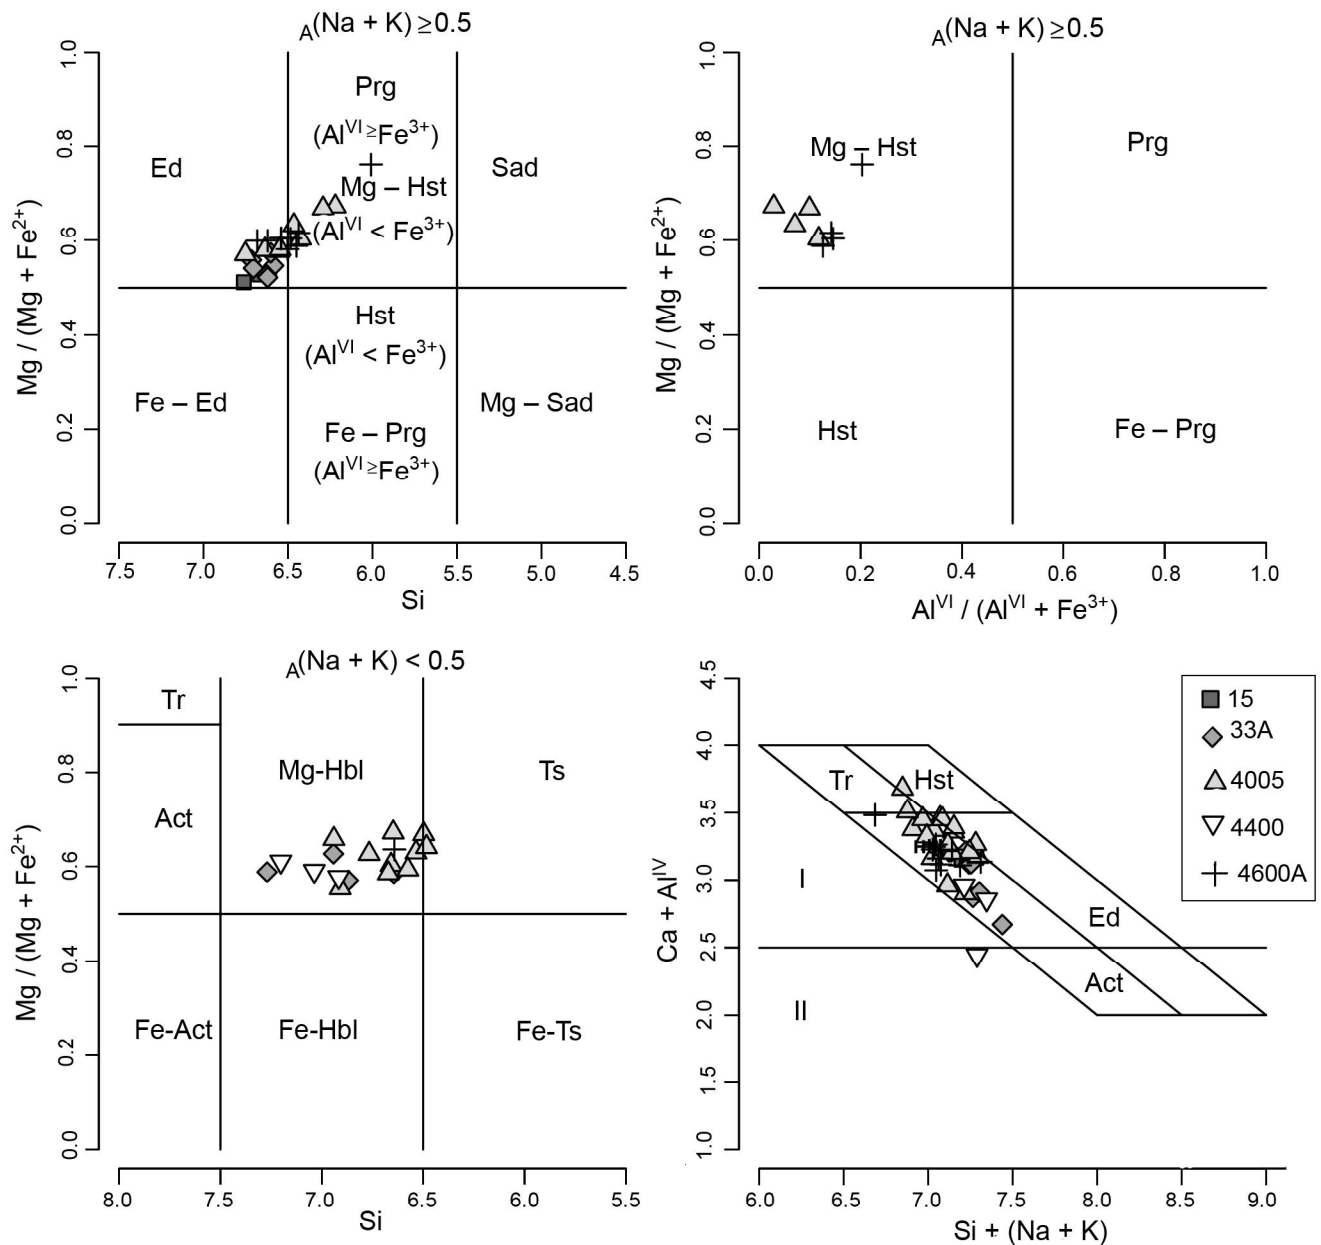 A(Na + K) ≥0.5
Mg / (Mg + Fe2+)
1.0
0.8
0.6
0.4
0.2
0.0
Prg
(AlVI ≥Fe3+)
Ed
Sad
Mg – Hst
(AlVI < Fe3+)
Hst
(AlVI < Fe3+)
Fe – Ed
Mg – Sad
Fe – Prg
(AlVI ≥Fe3+)
7.5 7.0 6.5 6.0 5.5 5.0 4.5
Si
A(Na + K) ≥0.5
Mg / (Mg + Fe2+)
1.0
0.8
0.6
0.4
0.2
0.0
Mg – Hst
Prg
Hst
Fe – Prg
0.0 0.2 0.4 0.6 0.8 1.0
AlVI / (AlVI + Fe3+)
A(Na + K) < 0.5
Mg / (Mg + Fe2+)
1.0
0.8
0.6
0.4
0.2
0.0
Tr
Mg-Hbl
Ts
Act
Fe-Act
Fe-Hbl
Fe-Ts
8.0 7.5 7.0 6.5 6.0 5.5
Si
Ca + AlIV
4.5
4.0
3.5
3.0
2.5
2.0
1.5
1.0
Tr
Hst
I
Ed
Act
II
15
33A
4005
4400
4600A
6.0 6.5 7.0 7.5 8.0 8.5 9.0
Si + (Na + K)